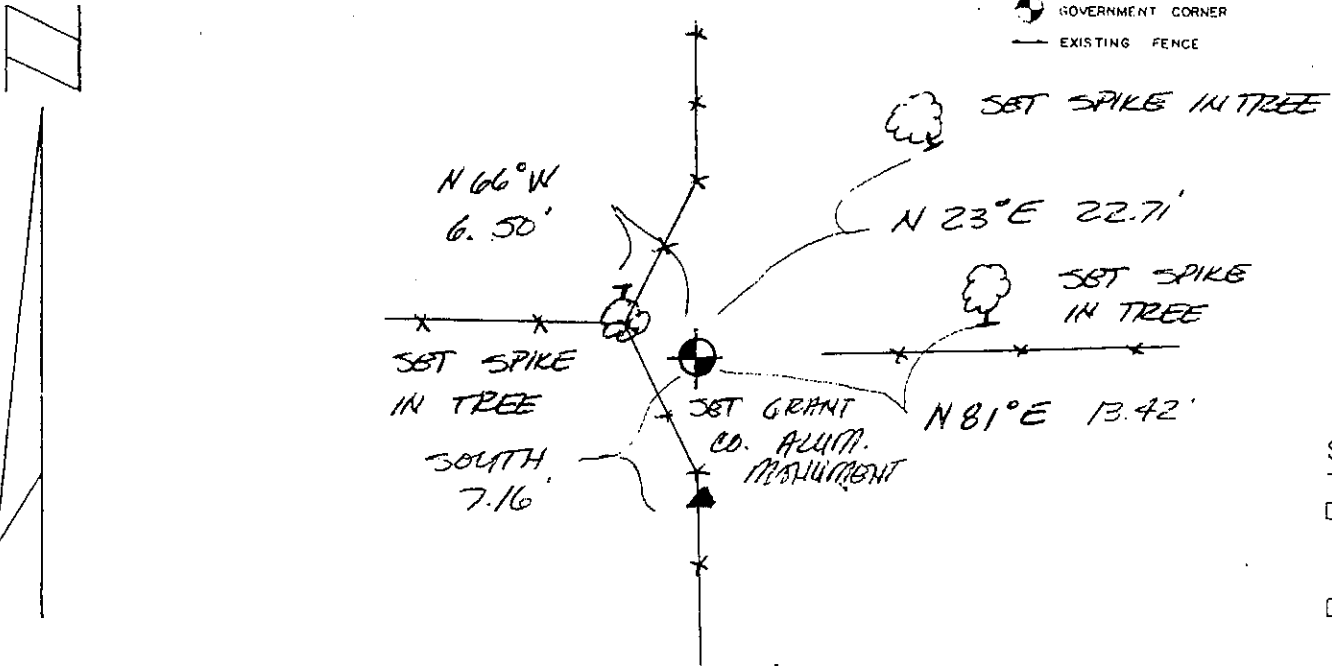 GOVERNMENT CORNER
EXISTING FENCE
SET SPIKE IN TREE
N 66°W
6.50'
N 23°E 22.71'
SET SPIKE
IN TREE
SET SPIKE
IN TREE
SET GRANT
CO. ALUM.
MONUMENT
N 81°E 13.42'
SOUTH
7.16'